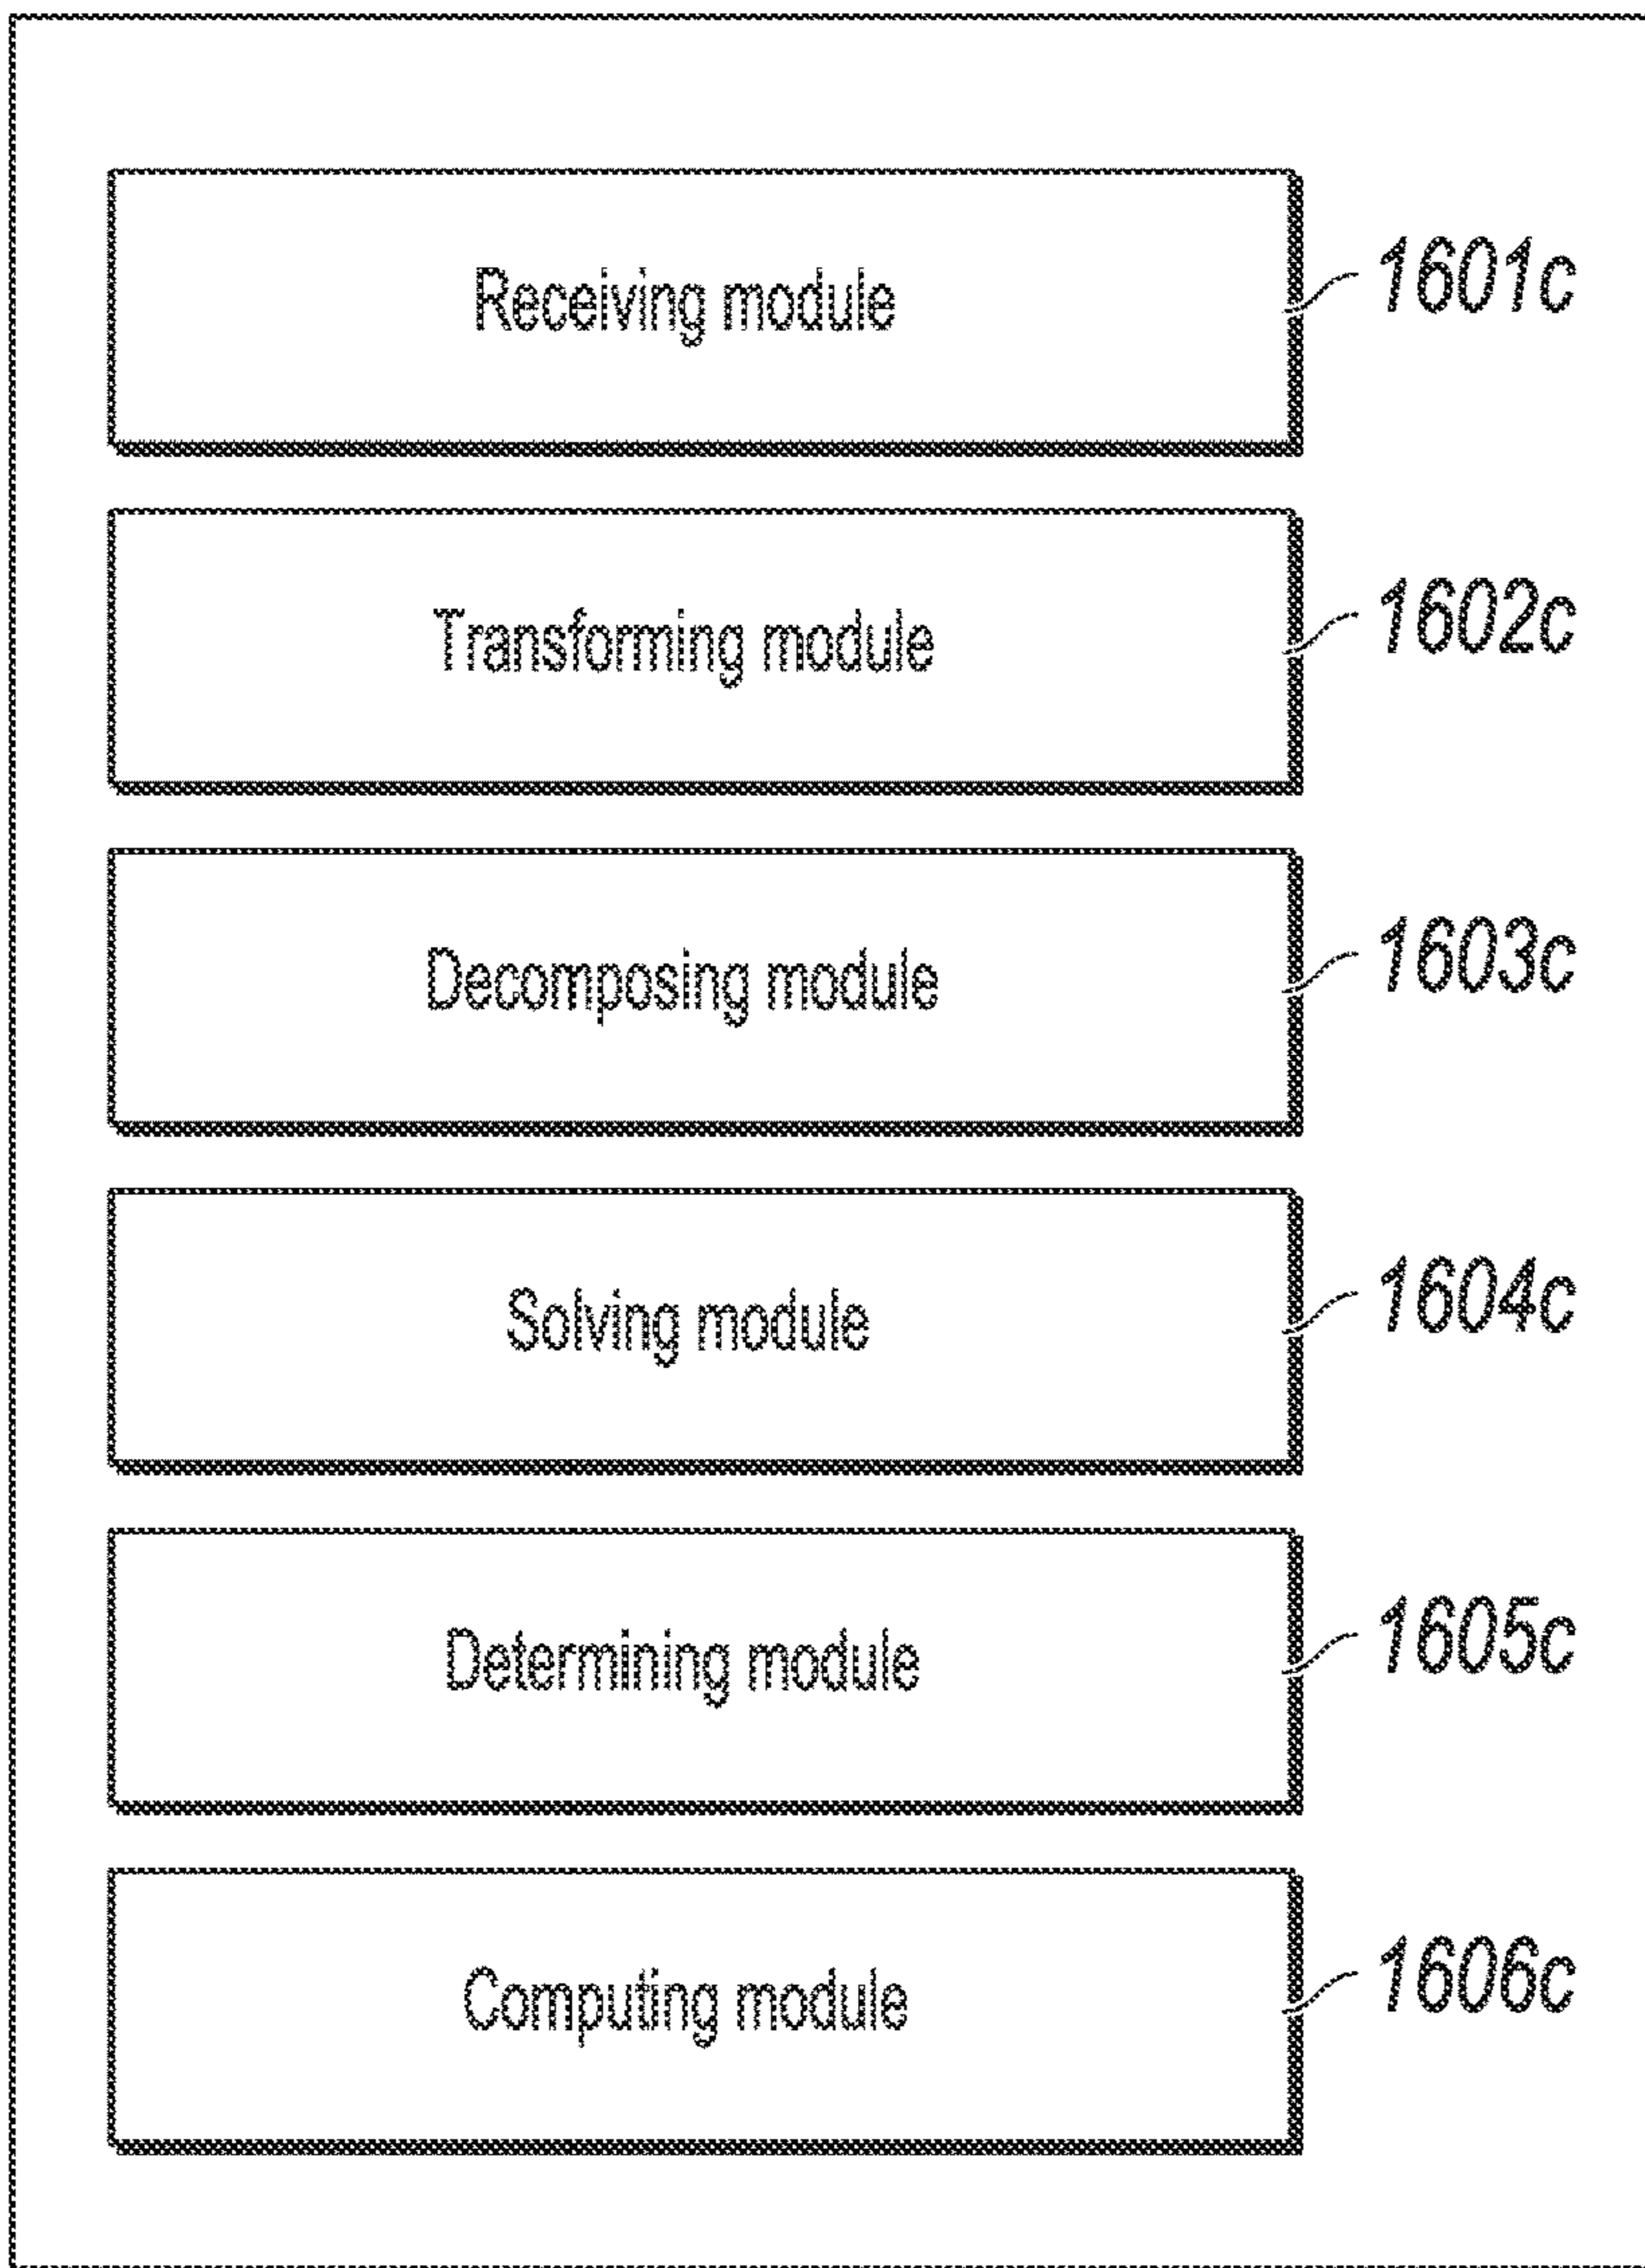 Receiving module 1601c
Transforming module 1602c
Decomposing module 1603c
Solving module 1604c
Determining module 1605c
Computing module 1606c